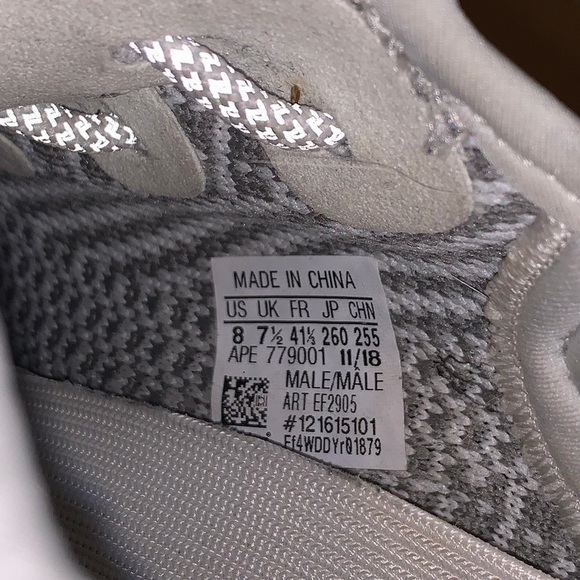 MADE IN CHINA
US UK FR JP CHN
8 7½ 41⅓ 260 255
APE 779001 11/18
MALE/MÂLE
ART EF2905
#121615101
Ef4WDDYr01879